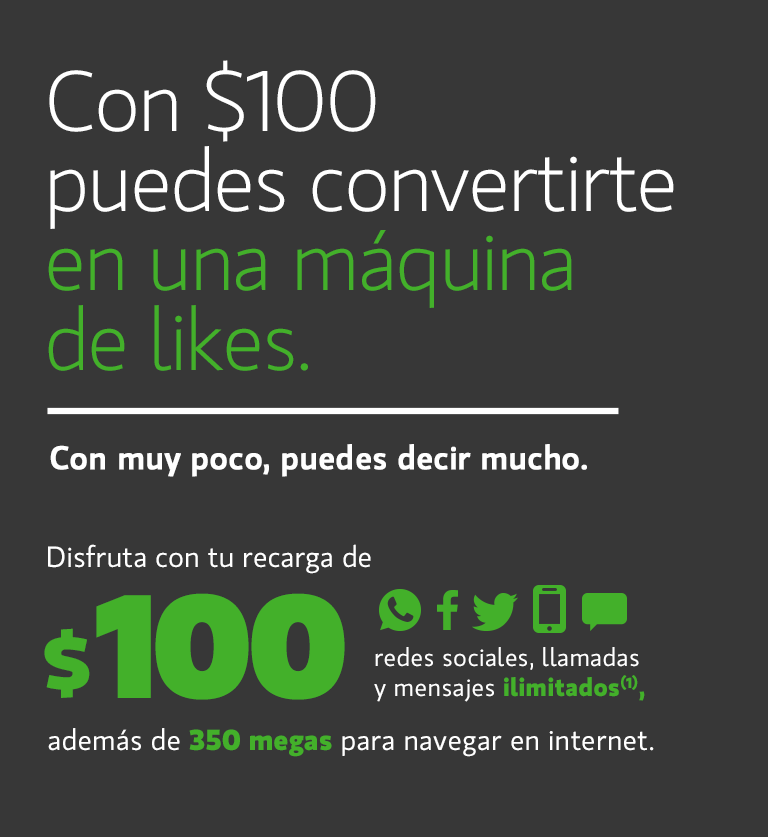 Con $100
puedes convertirte
en una máquina
de likes.
Con muy poco, puedes decir mucho.
Disfruta con tu recarga de
$100
redes sociales, llamadas
y mensajes ilimitados(1),
además de 350 megas para navegar en internet.